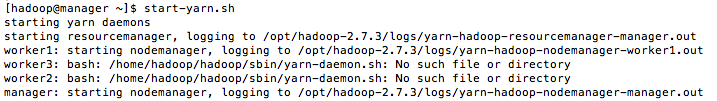 [hadoop@manager ~]$ start-yarn.sh
starting yarn daemons
starting resourcemanager, logging to /opt/hadoop-2.7.3/logs/yarn-hadoop-resourcemanager-manager.out
worker1: starting nodemanager, logging to /opt/hadoop-2.7.3/logs/yarn-hadoop-nodemanager-worker1.out
worker3: bash: /home/hadoop/hadoop/sbin/yarn-daemon.sh: No such file or directory
worker2: bash: /home/hadoop/hadoop/sbin/yarn-daemon.sh: No such file or directory
manager: starting nodemanager, logging to /opt/hadoop-2.7.3/logs/yarn-hadoop-nodemanager-manager.out